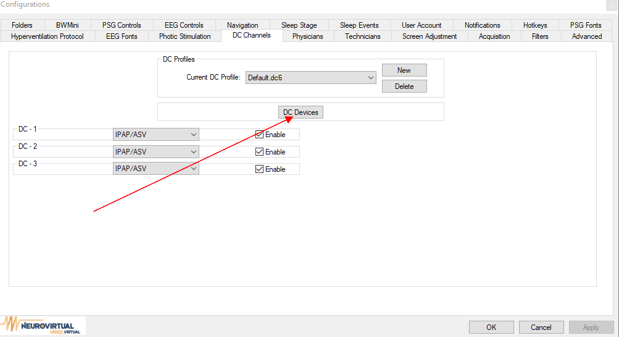 Configurations
Folders BWMini PSG Controls EEG Controls Navigation Sleep Stage Sleep Events User Account Notifications Hotkeys PSG Fonts
Hyperventilation Protocol EEG Fonts Photic Stimulation DC Channels Physicians Technicians Screen Adjustment Acquisition Filters Advanced
DC Profiles
Current DC Profile: Default.dc6 New
Delete
DC Devices
DC - 1 IPAP/ASV Enable
DC - 2 IPAP/ASV Enable
DC - 3 IPAP/ASV Enable
NEUROVIRTUAL
SLEEP VIRTUAL
OK Cancel Apply